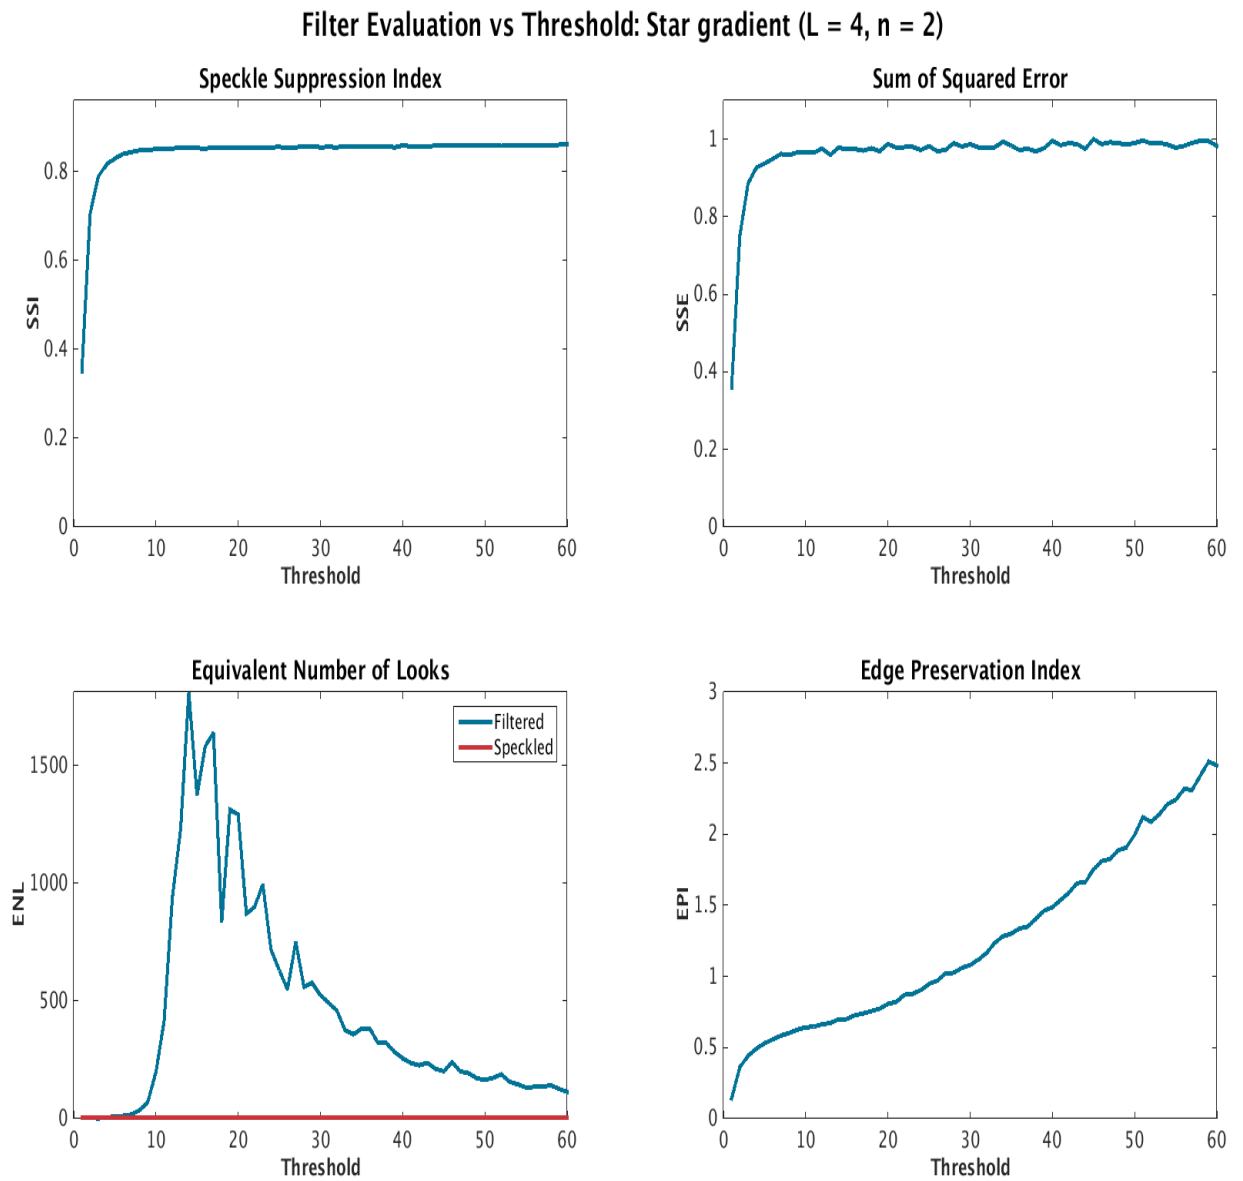 Filter Evaluation vs Threshold: Star gradient (L = 4, n = 2)
Speckle Suppression Index
SSI
0.8
0.6
0.4
0.2
0
0 10 20 30 40 50 60
Threshold
Sum of Squared Error
SSE
1
0.8
0.6
0.4
0.2
0
0 10 20 30 40 50 60
Threshold
Equivalent Number of Looks
ENL
1500
1000
500
0
Filtered
Speckled
0 10 20 30 40 50 60
Threshold
Edge Preservation Index
EPI
3
2.5
2
1.5
1
0.5
0
0 10 20 30 40 50 60
Threshold